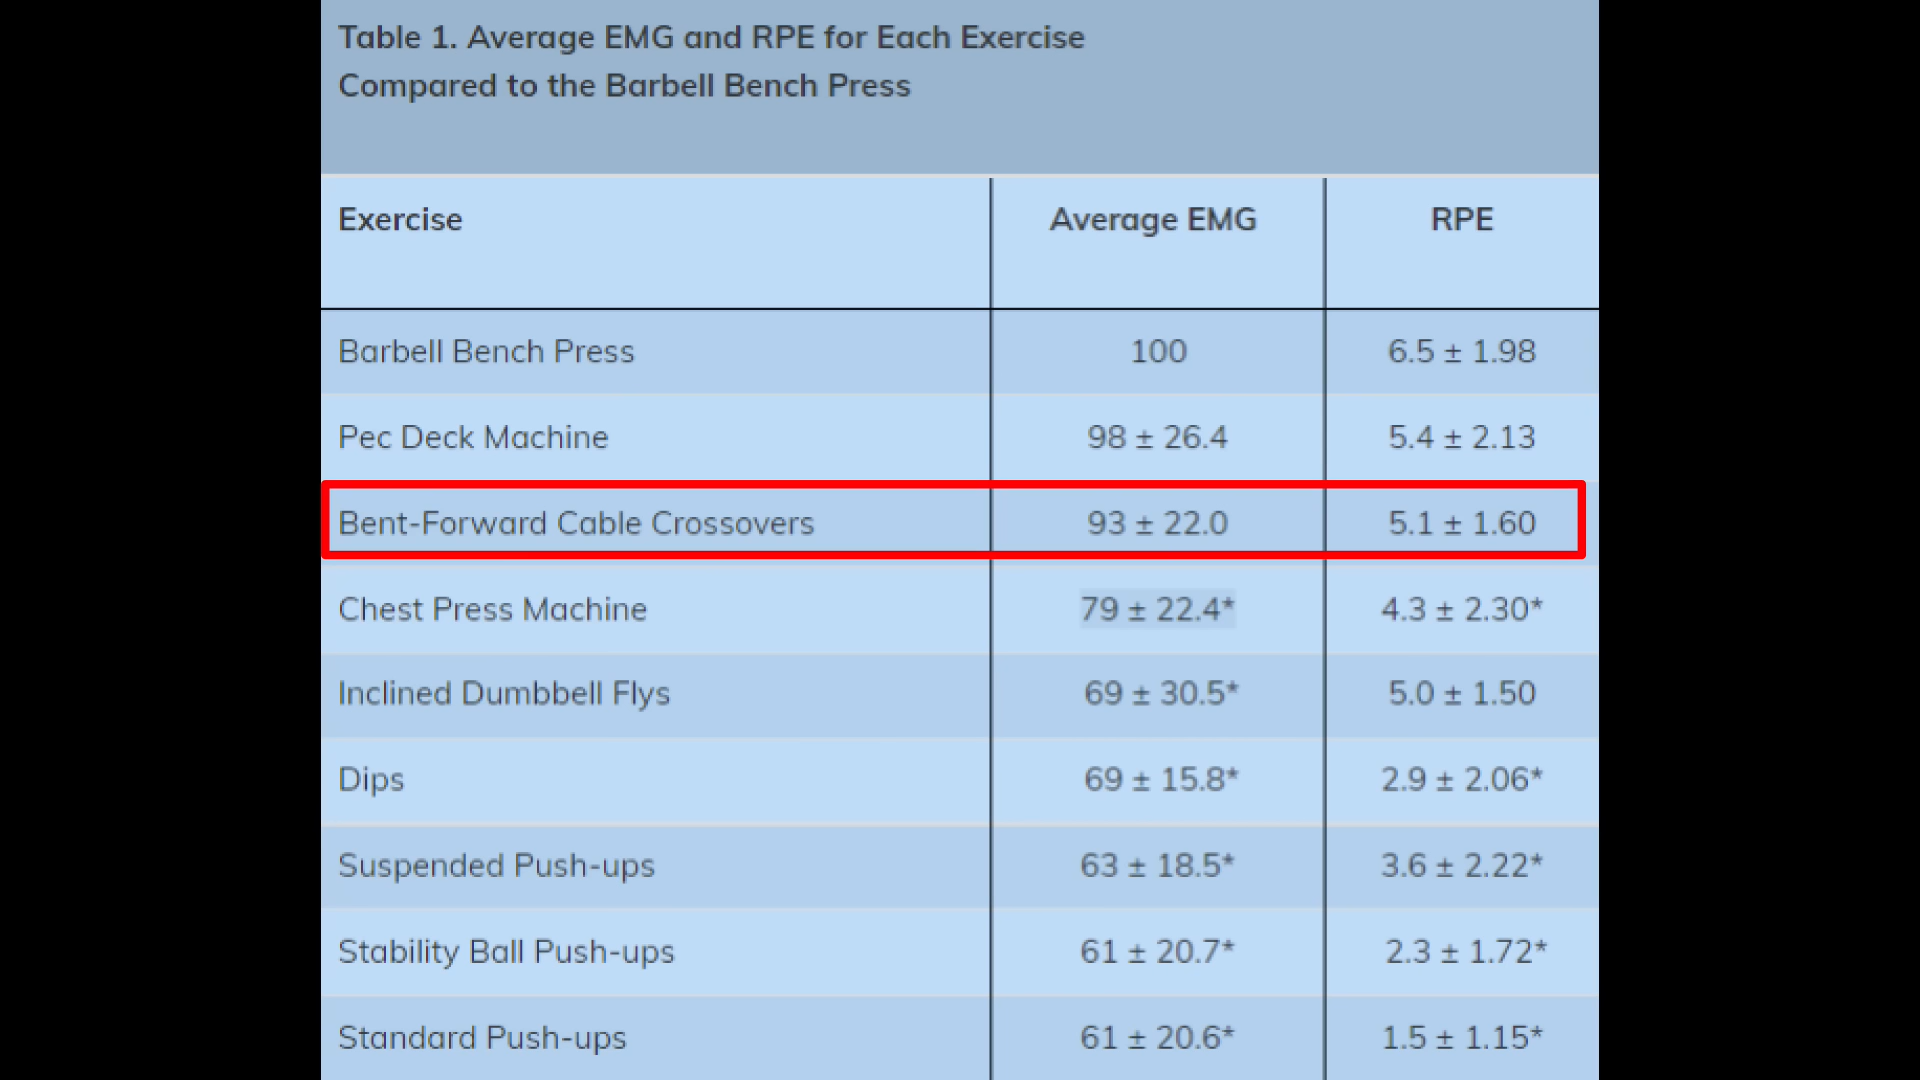 Table 1. Average EMG and RPE for Each Exercise
Compared to the Barbell Bench Press
Exercise Average EMG RPE
Barbell Bench Press 100 6.5 ± 1.98
Pec Deck Machine 98 ± 26.4 5.4 ± 2.13
Bent-Forward Cable Crossovers 93 ± 22.0 5.1 ± 1.60
Chest Press Machine 79 ± 22.4* 4.3 ± 2.30*
Inclined Dumbbell Flys 69 ± 30.5* 5.0 ± 1.50
Dips 69 ± 15.8* 2.9 ± 2.06*
Suspended Push-ups 63 ± 18.5* 3.6 ± 2.22*
Stability Ball Push-ups 61 ± 20.7* 2.3 ± 1.72*
Standard Push-ups 61 ± 20.6* 1.5 ± 1.15*